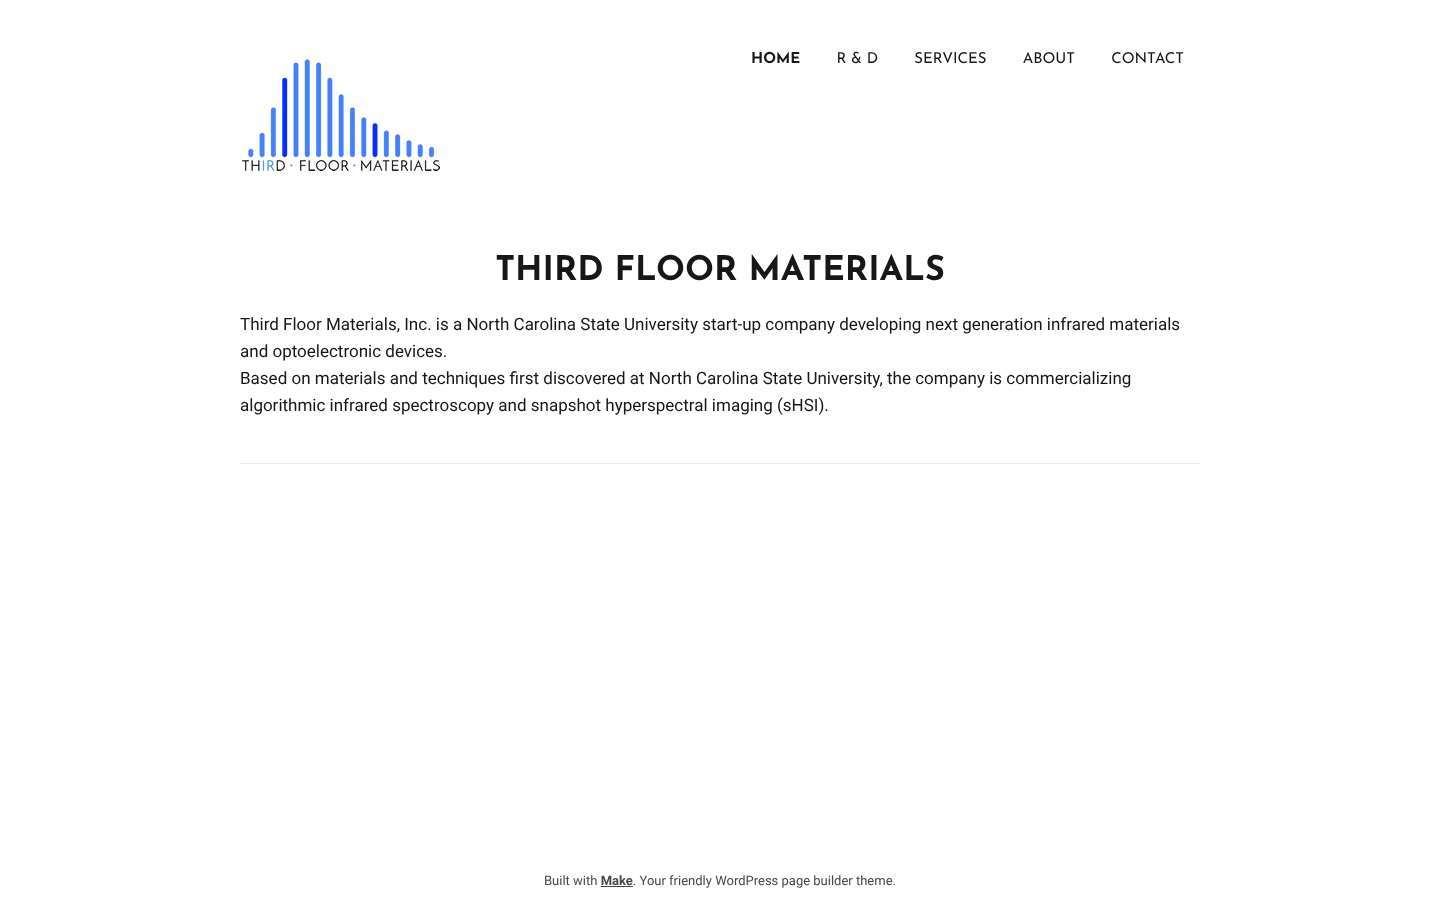 HOME R & D SERVICES ABOUT CONTACT
THIRD · FLOOR · MATERIALS
THIRD FLOOR MATERIALS
Third Floor Materials, Inc. is a North Carolina State University start-up company developing next generation infrared materials
and optoelectronic devices.
Based on materials and techniques first discovered at North Carolina State University, the company is commercializing
algorithmic infrared spectroscopy and snapshot hyperspectral imaging (sHSI).
Built with Make. Your friendly WordPress page builder theme.